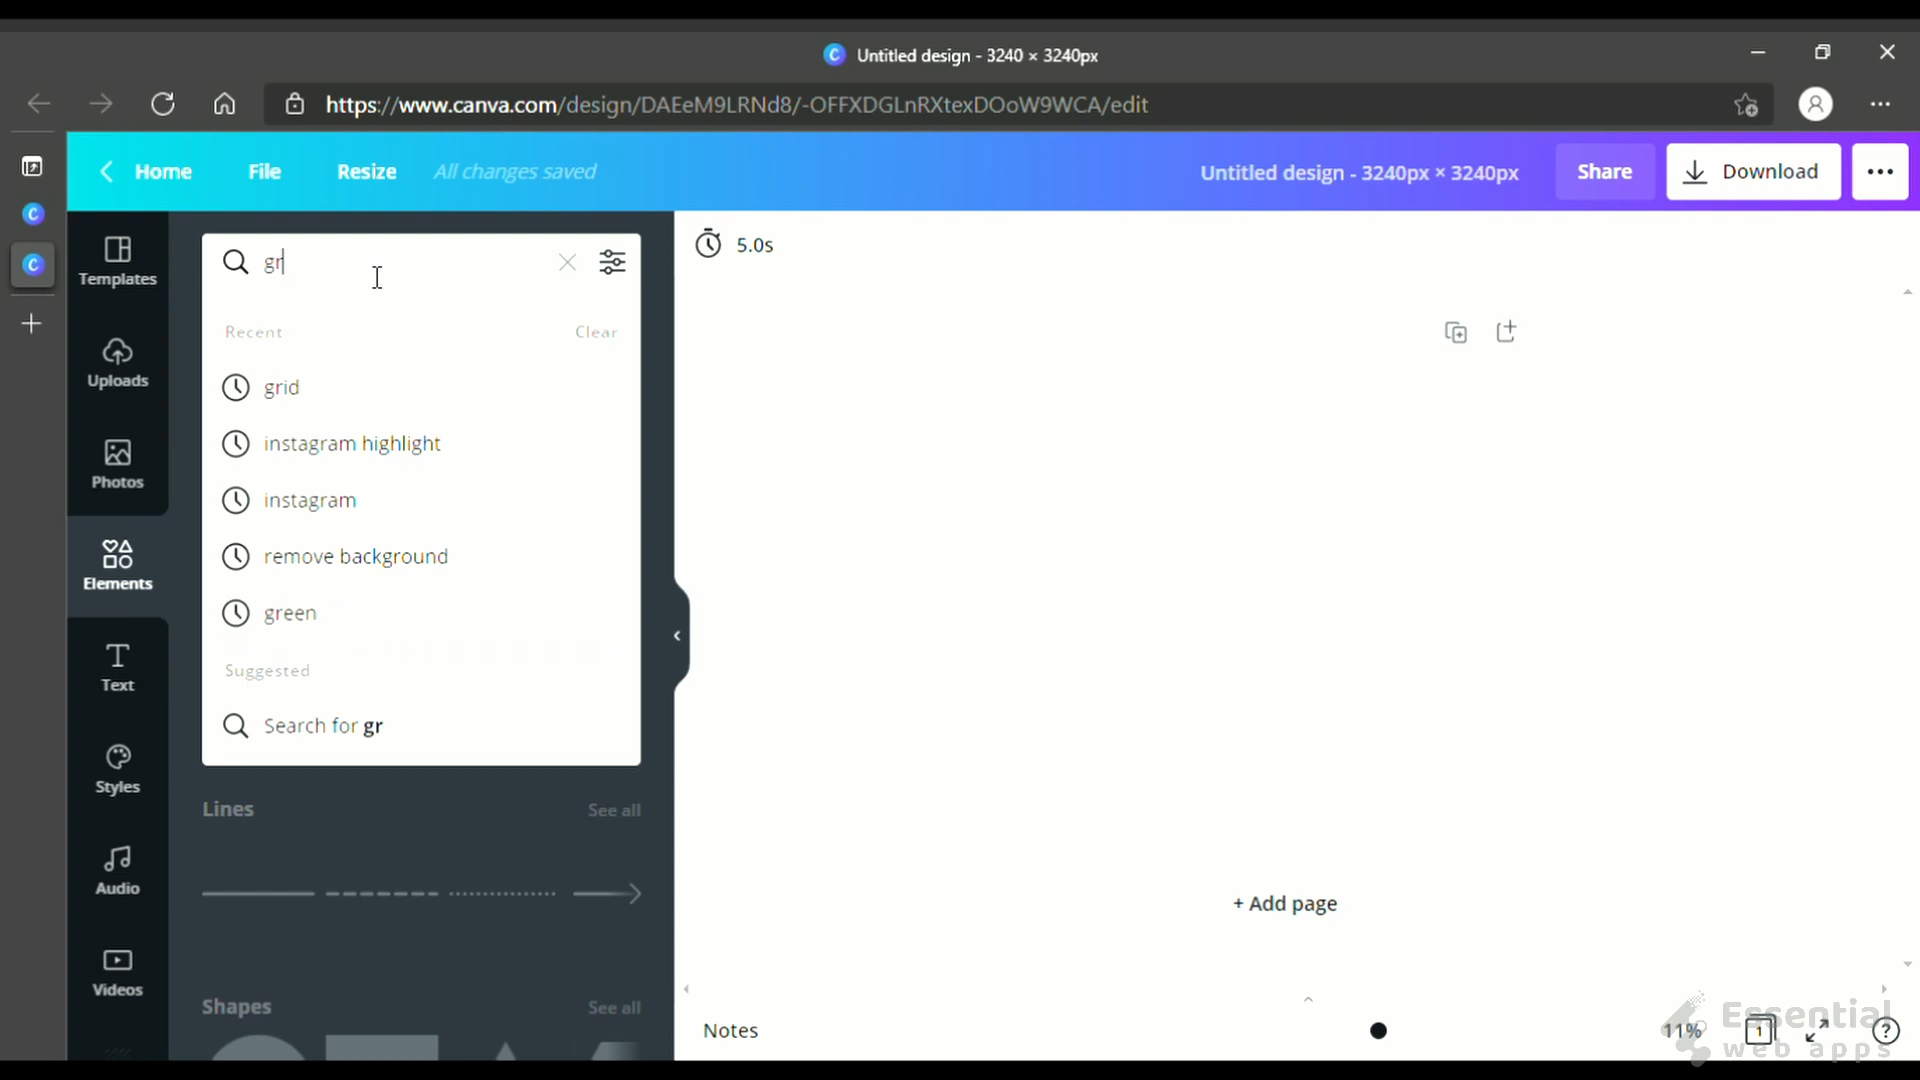 Untitled design - 3240 × 3240px
https://www.canva.com/design/DAEeM9LRNd8/-OFFXDGLnRXtexDOoW9WCA/edit
Home File Resize All changes saved Untitled design - 3240px × 3240px Share Download
Templates
Uploads
Photos
Elements
Text
Styles
Audio
Videos
gr
Recent Clear
grid
instagram highlight
instagram
remove background
green
Suggested
Search for gr
Lines See all
Shapes See all
5.0s
+ Add page
Notes 11% 1 ?
Essential
web apps